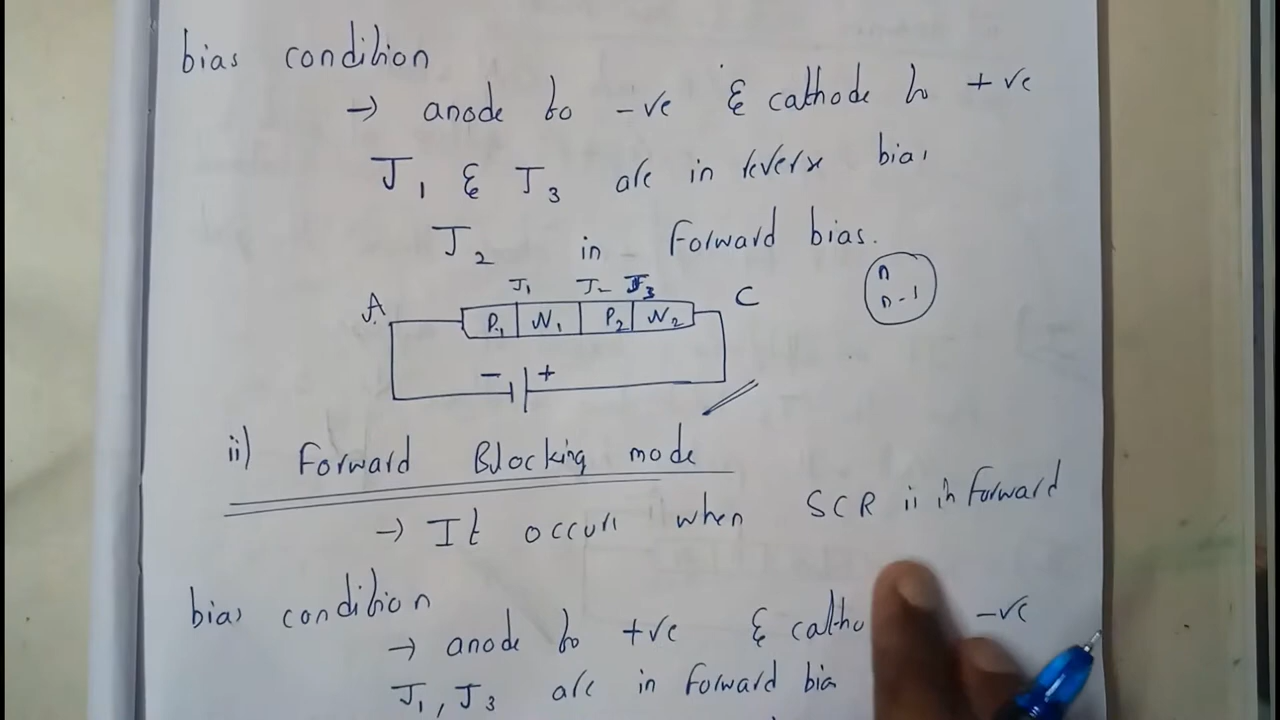 bias condition
→ anode to -ve & cathode to +ve
J1 & J3 are in reverse bias
J2 in Forward bias.
n
n-1
J1 J2 J3
A P1 N1 P2 N2 C
- +
ii) Forward Blocking mode
→ It occurs when SCR is in forward
bias condition
→ anode to +ve & -ve
J1, J3 are in forward bia